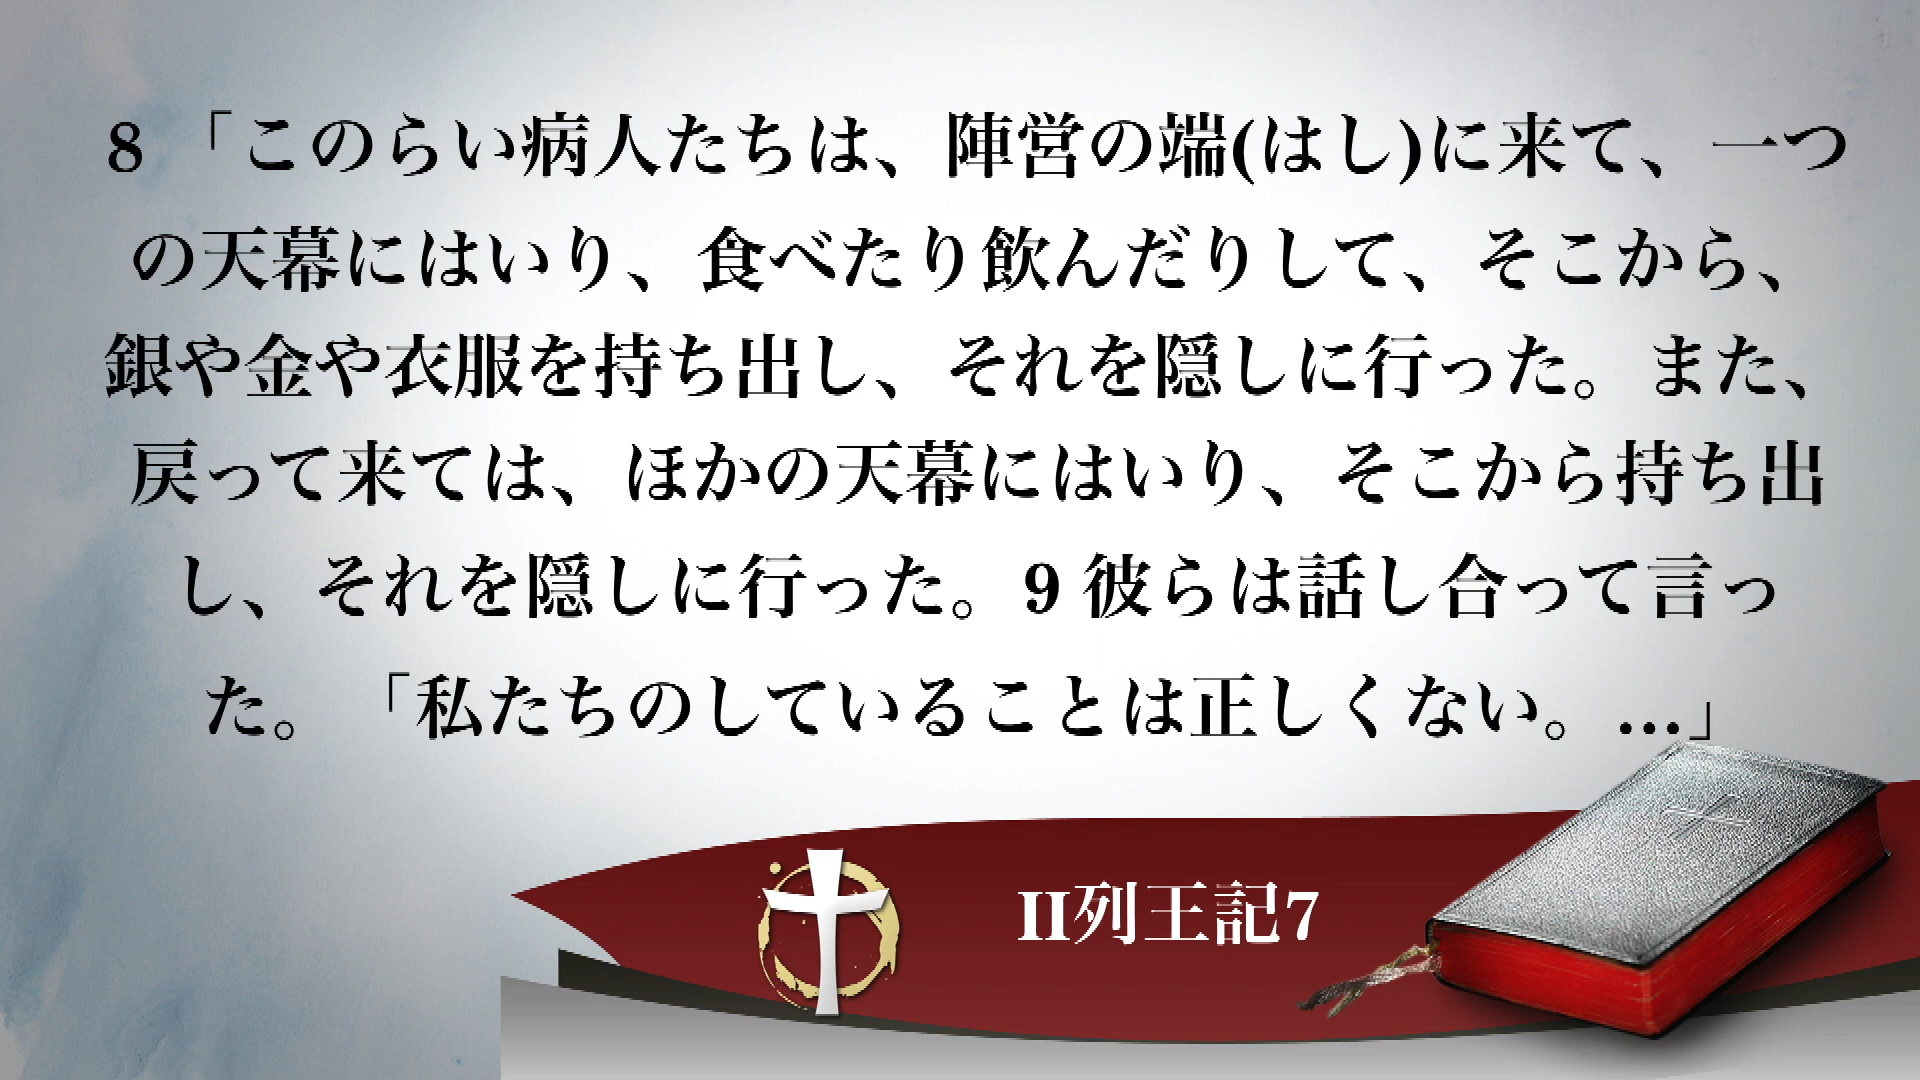 8 「このらい病人たちは、陣営の端(はし)に来て、一つ
の天幕にはいり、食べたり飲んだりして、そこから、
銀や金や衣服を持ち出し、それを隠しに行った。また、
戻って来ては、ほかの天幕にはいり、そこから持ち出
し、それを隠しに行った。9 彼らは話し合って言っ
た。「私たちのしていることは正しくない。…」
II列王記7